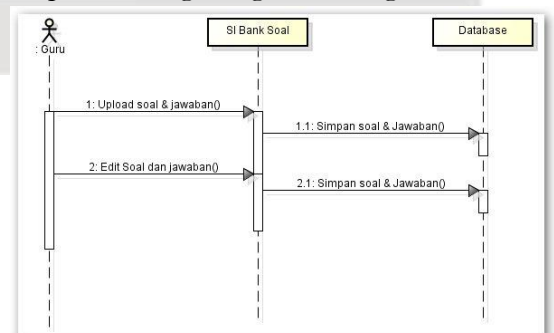 SI Bank Soal
Database
: Guru
1: Upload soal & jawaban()
1.1: Simpan soal & Jawaban()
2: Edit Soal dan jawaban()
2.1: Simpan soal & Jawaban()